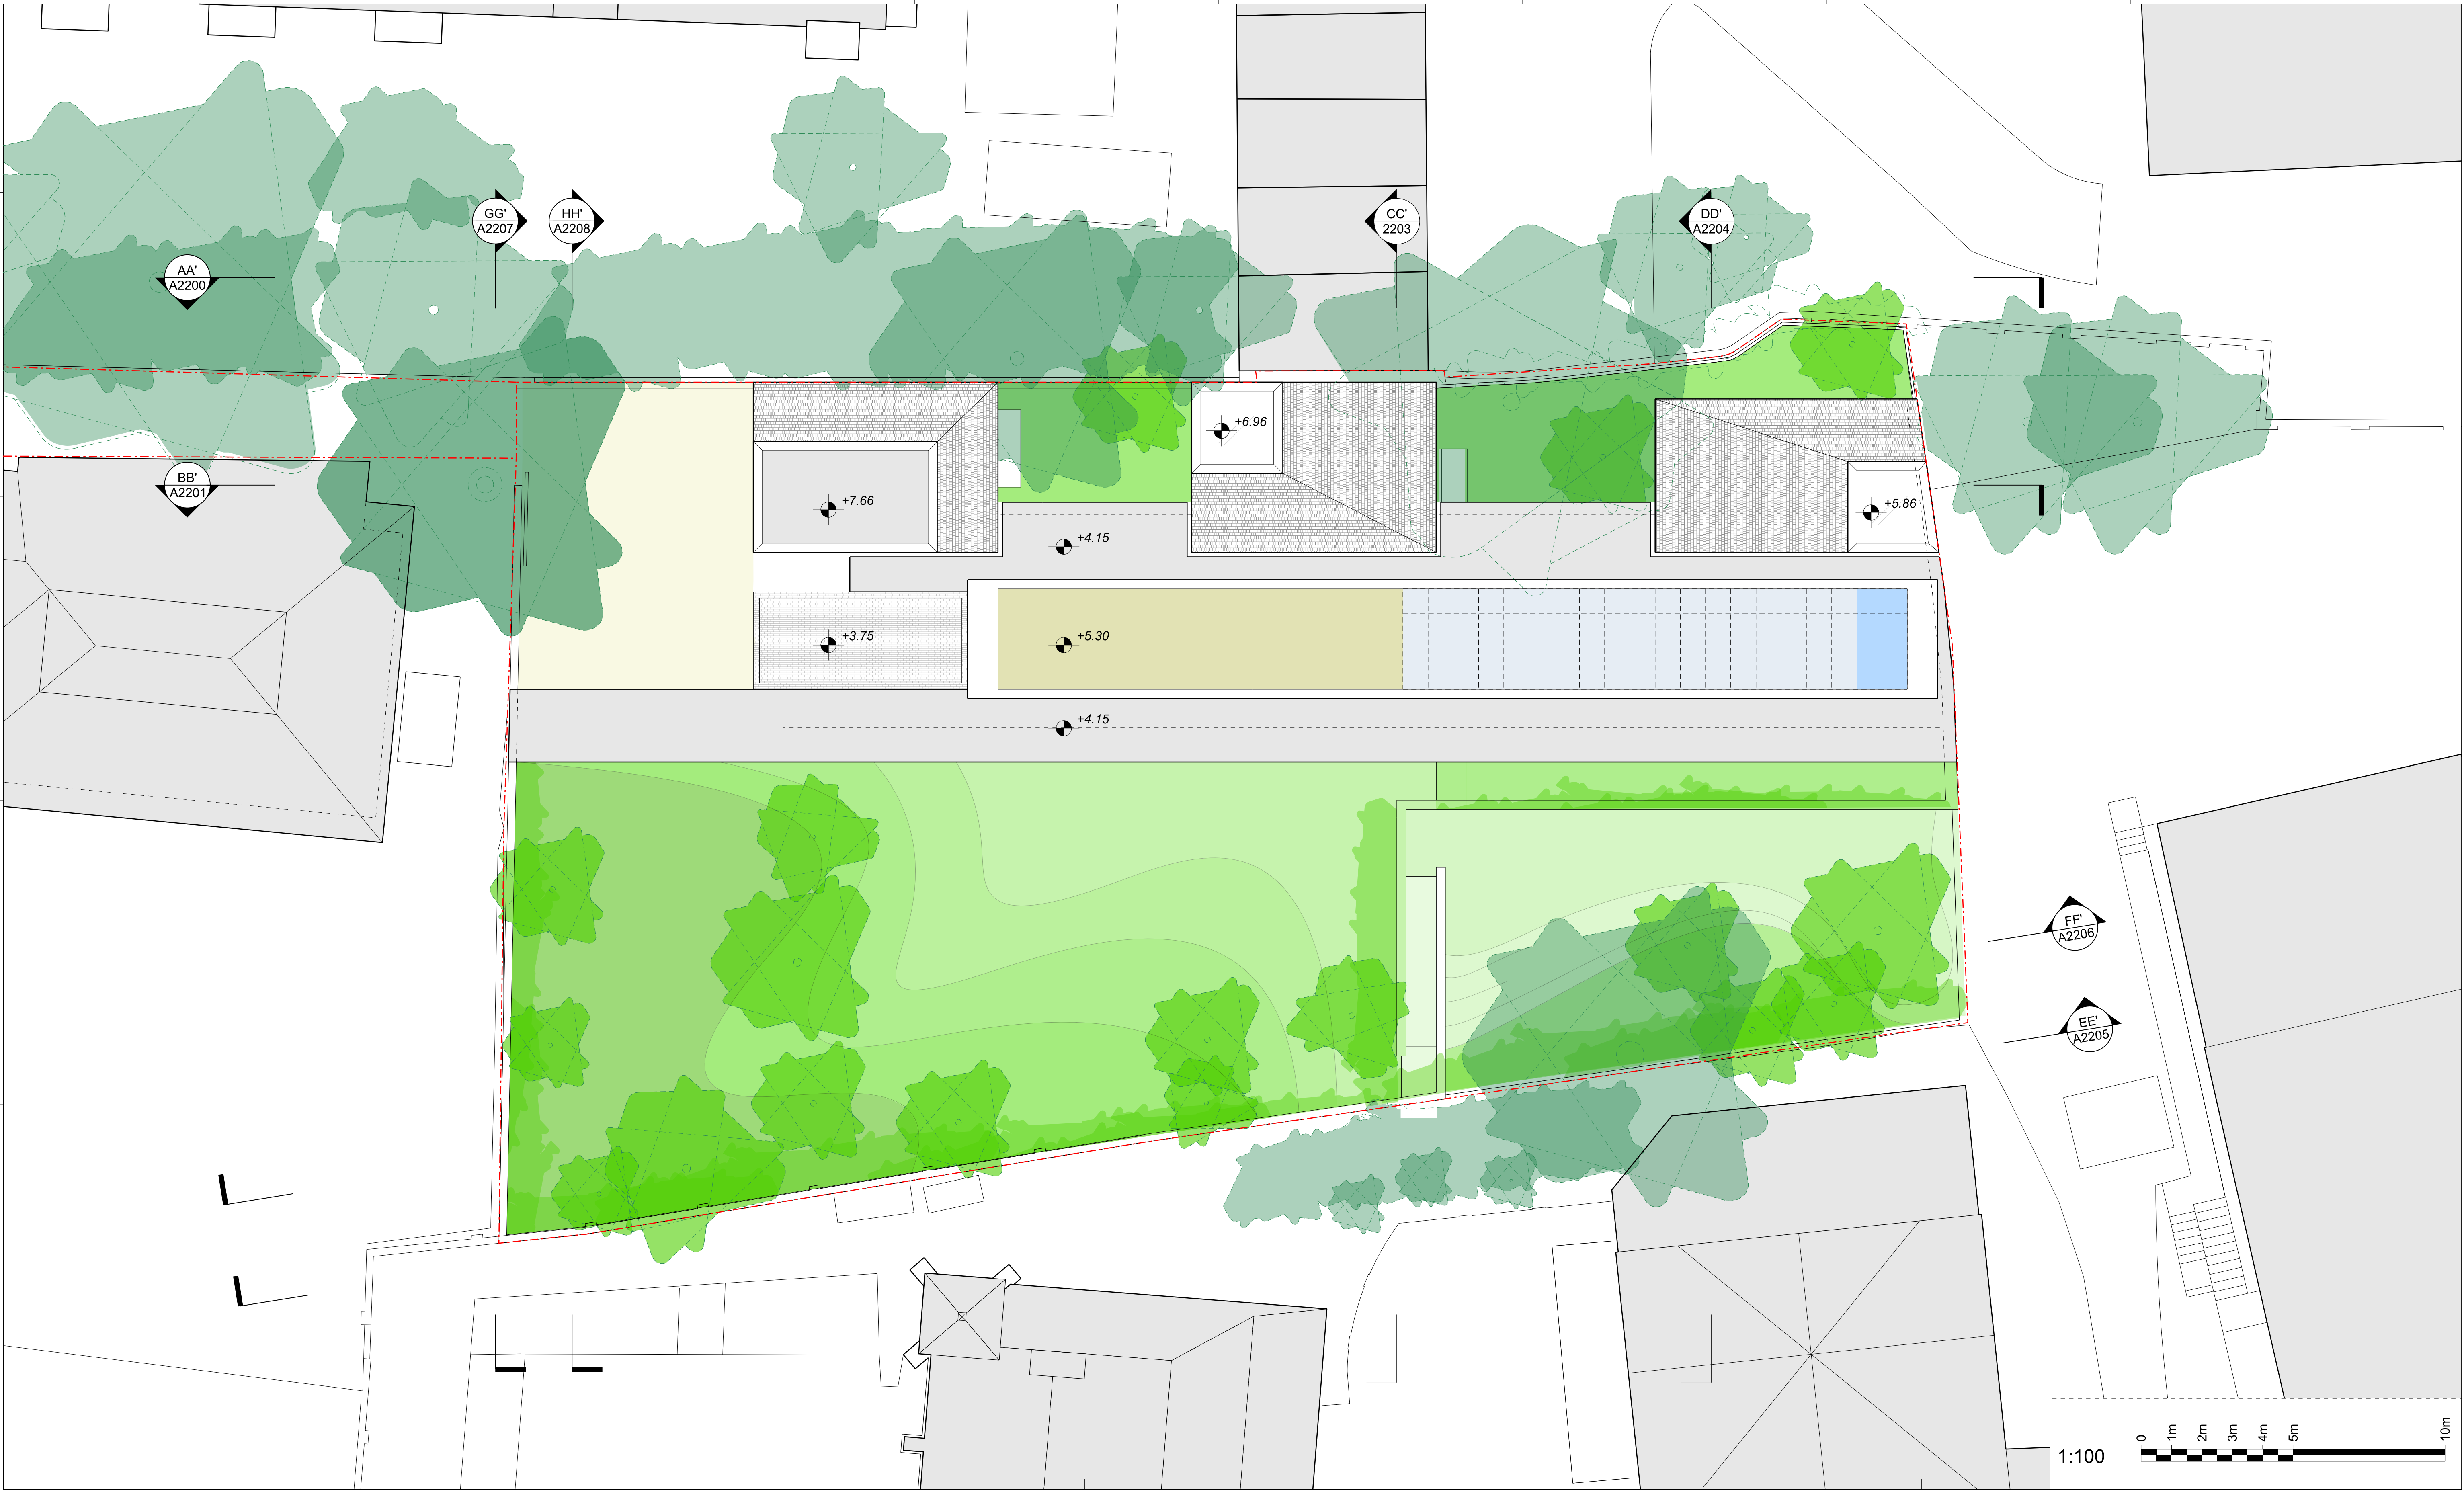 GG'
A2207
HH'
A2208
CC'
2203
DD'
A2204
AA'
A2200
BB'
A2201
+6.96
+7.66
+5.86
+4.15
+3.75
+5.30
+4.15
FF'
A2206
EE'
A2205
1:100
0
1m
2m
3m
4m
5m
10m